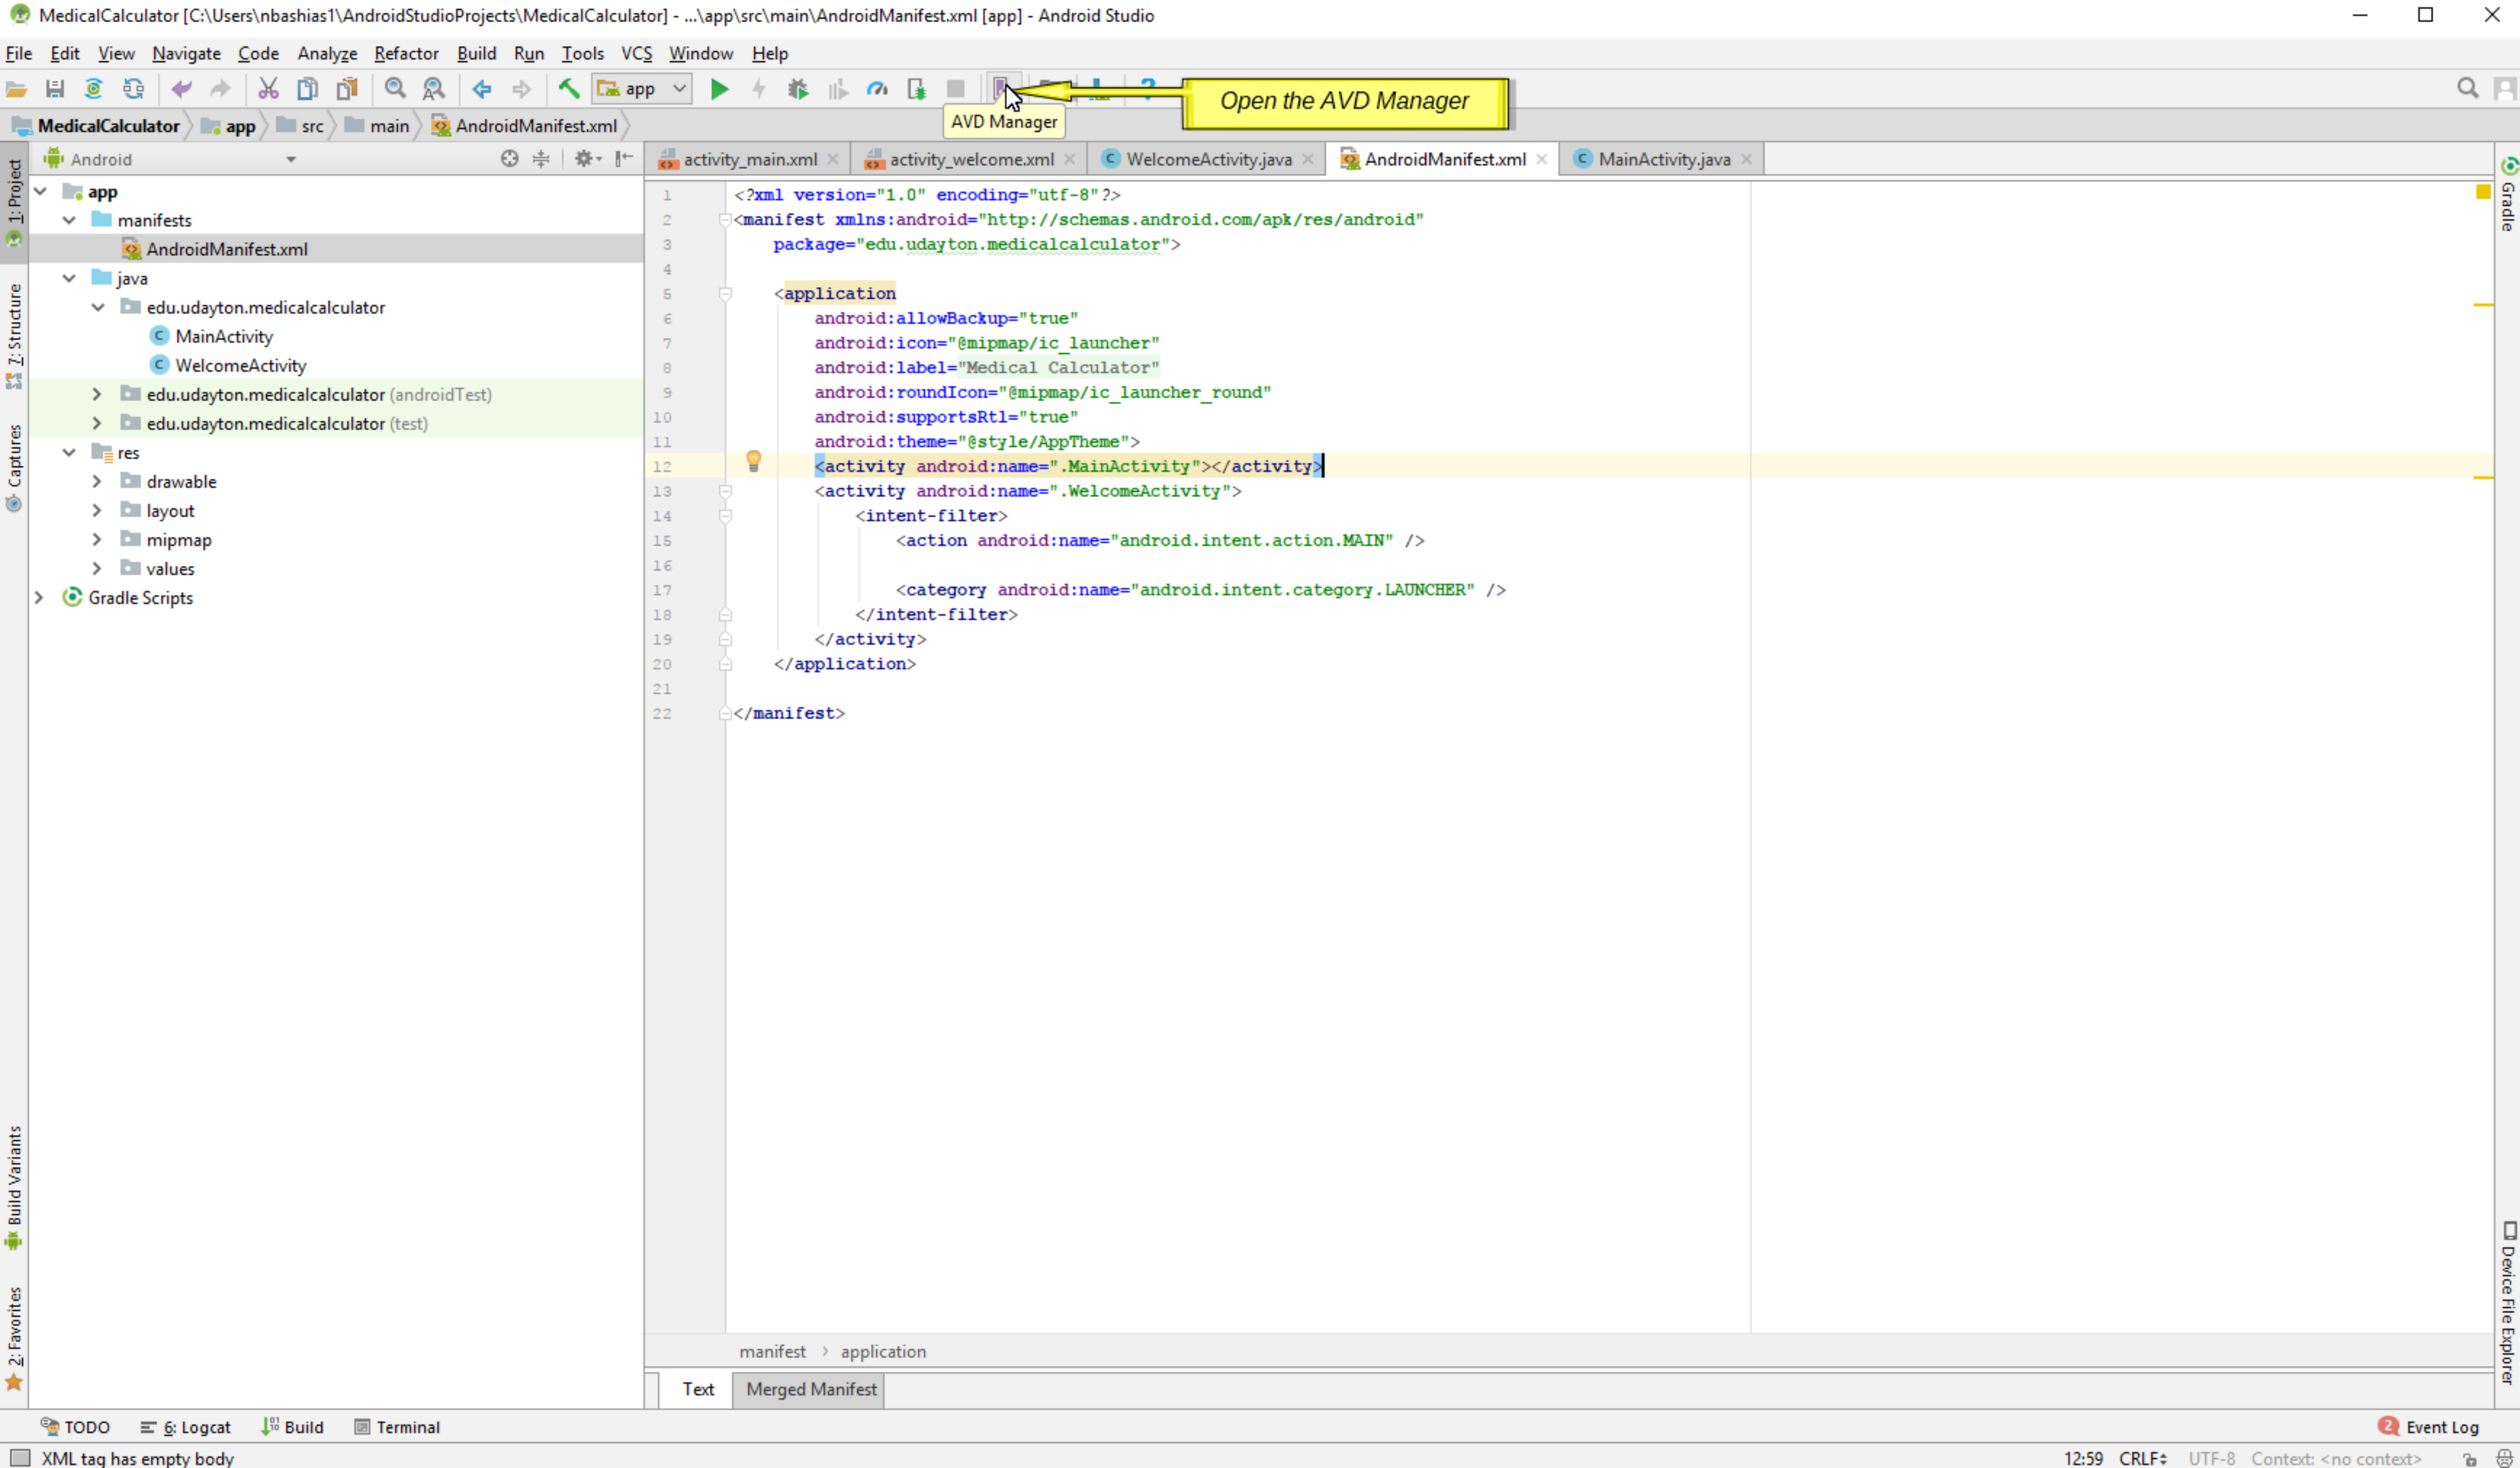 MedicalCalculator [C:\Users\nbashias1\AndroidStudioProjects\MedicalCalculator] - ...\app\src\main\AndroidManifest.xml [app] - Android Studio
File Edit View Navigate Code Analyze Refactor Build Run Tools VCS Window Help
app
Open the AVD Manager
AVD Manager
MedicalCalculator app src main AndroidManifest.xml
Android
activity_main.xml activity_welcome.xml WelcomeActivity.java AndroidManifest.xml MainActivity.java
1: Project
7: Structure
Captures
Build Variants
2: Favorites
app
manifests
AndroidManifest.xml
java
edu.udayton.medicalcalculator
MainActivity
WelcomeActivity
edu.udayton.medicalcalculator (androidTest)
edu.udayton.medicalcalculator (test)
res
drawable
layout
mipmap
values
Gradle Scripts
1 <?xml version="1.0" encoding="utf-8"?>
2 <manifest xmlns:android="http://schemas.android.com/apk/res/android"
3 package="edu.udayton.medicalcalculator">
4
5 <application
6 android:allowBackup="true"
7 android:icon="@mipmap/ic_launcher"
8 android:label="Medical Calculator"
9 android:roundIcon="@mipmap/ic_launcher_round"
10 android:supportsRtl="true"
11 android:theme="@style/AppTheme">
12 <activity android:name=".MainActivity"></activity>
13 <activity android:name=".WelcomeActivity">
14 <intent-filter>
15 <action android:name="android.intent.action.MAIN" />
16
17 <category android:name="android.intent.category.LAUNCHER" />
18 </intent-filter>
19 </activity>
20 </application>
21
22 </manifest>
Gradle
Device File Explorer
manifest application
Text Merged Manifest
TODO 6: Logcat Build Terminal
2 Event Log
XML tag has empty body
12:59 CRLF UTF-8 Context: <no context>